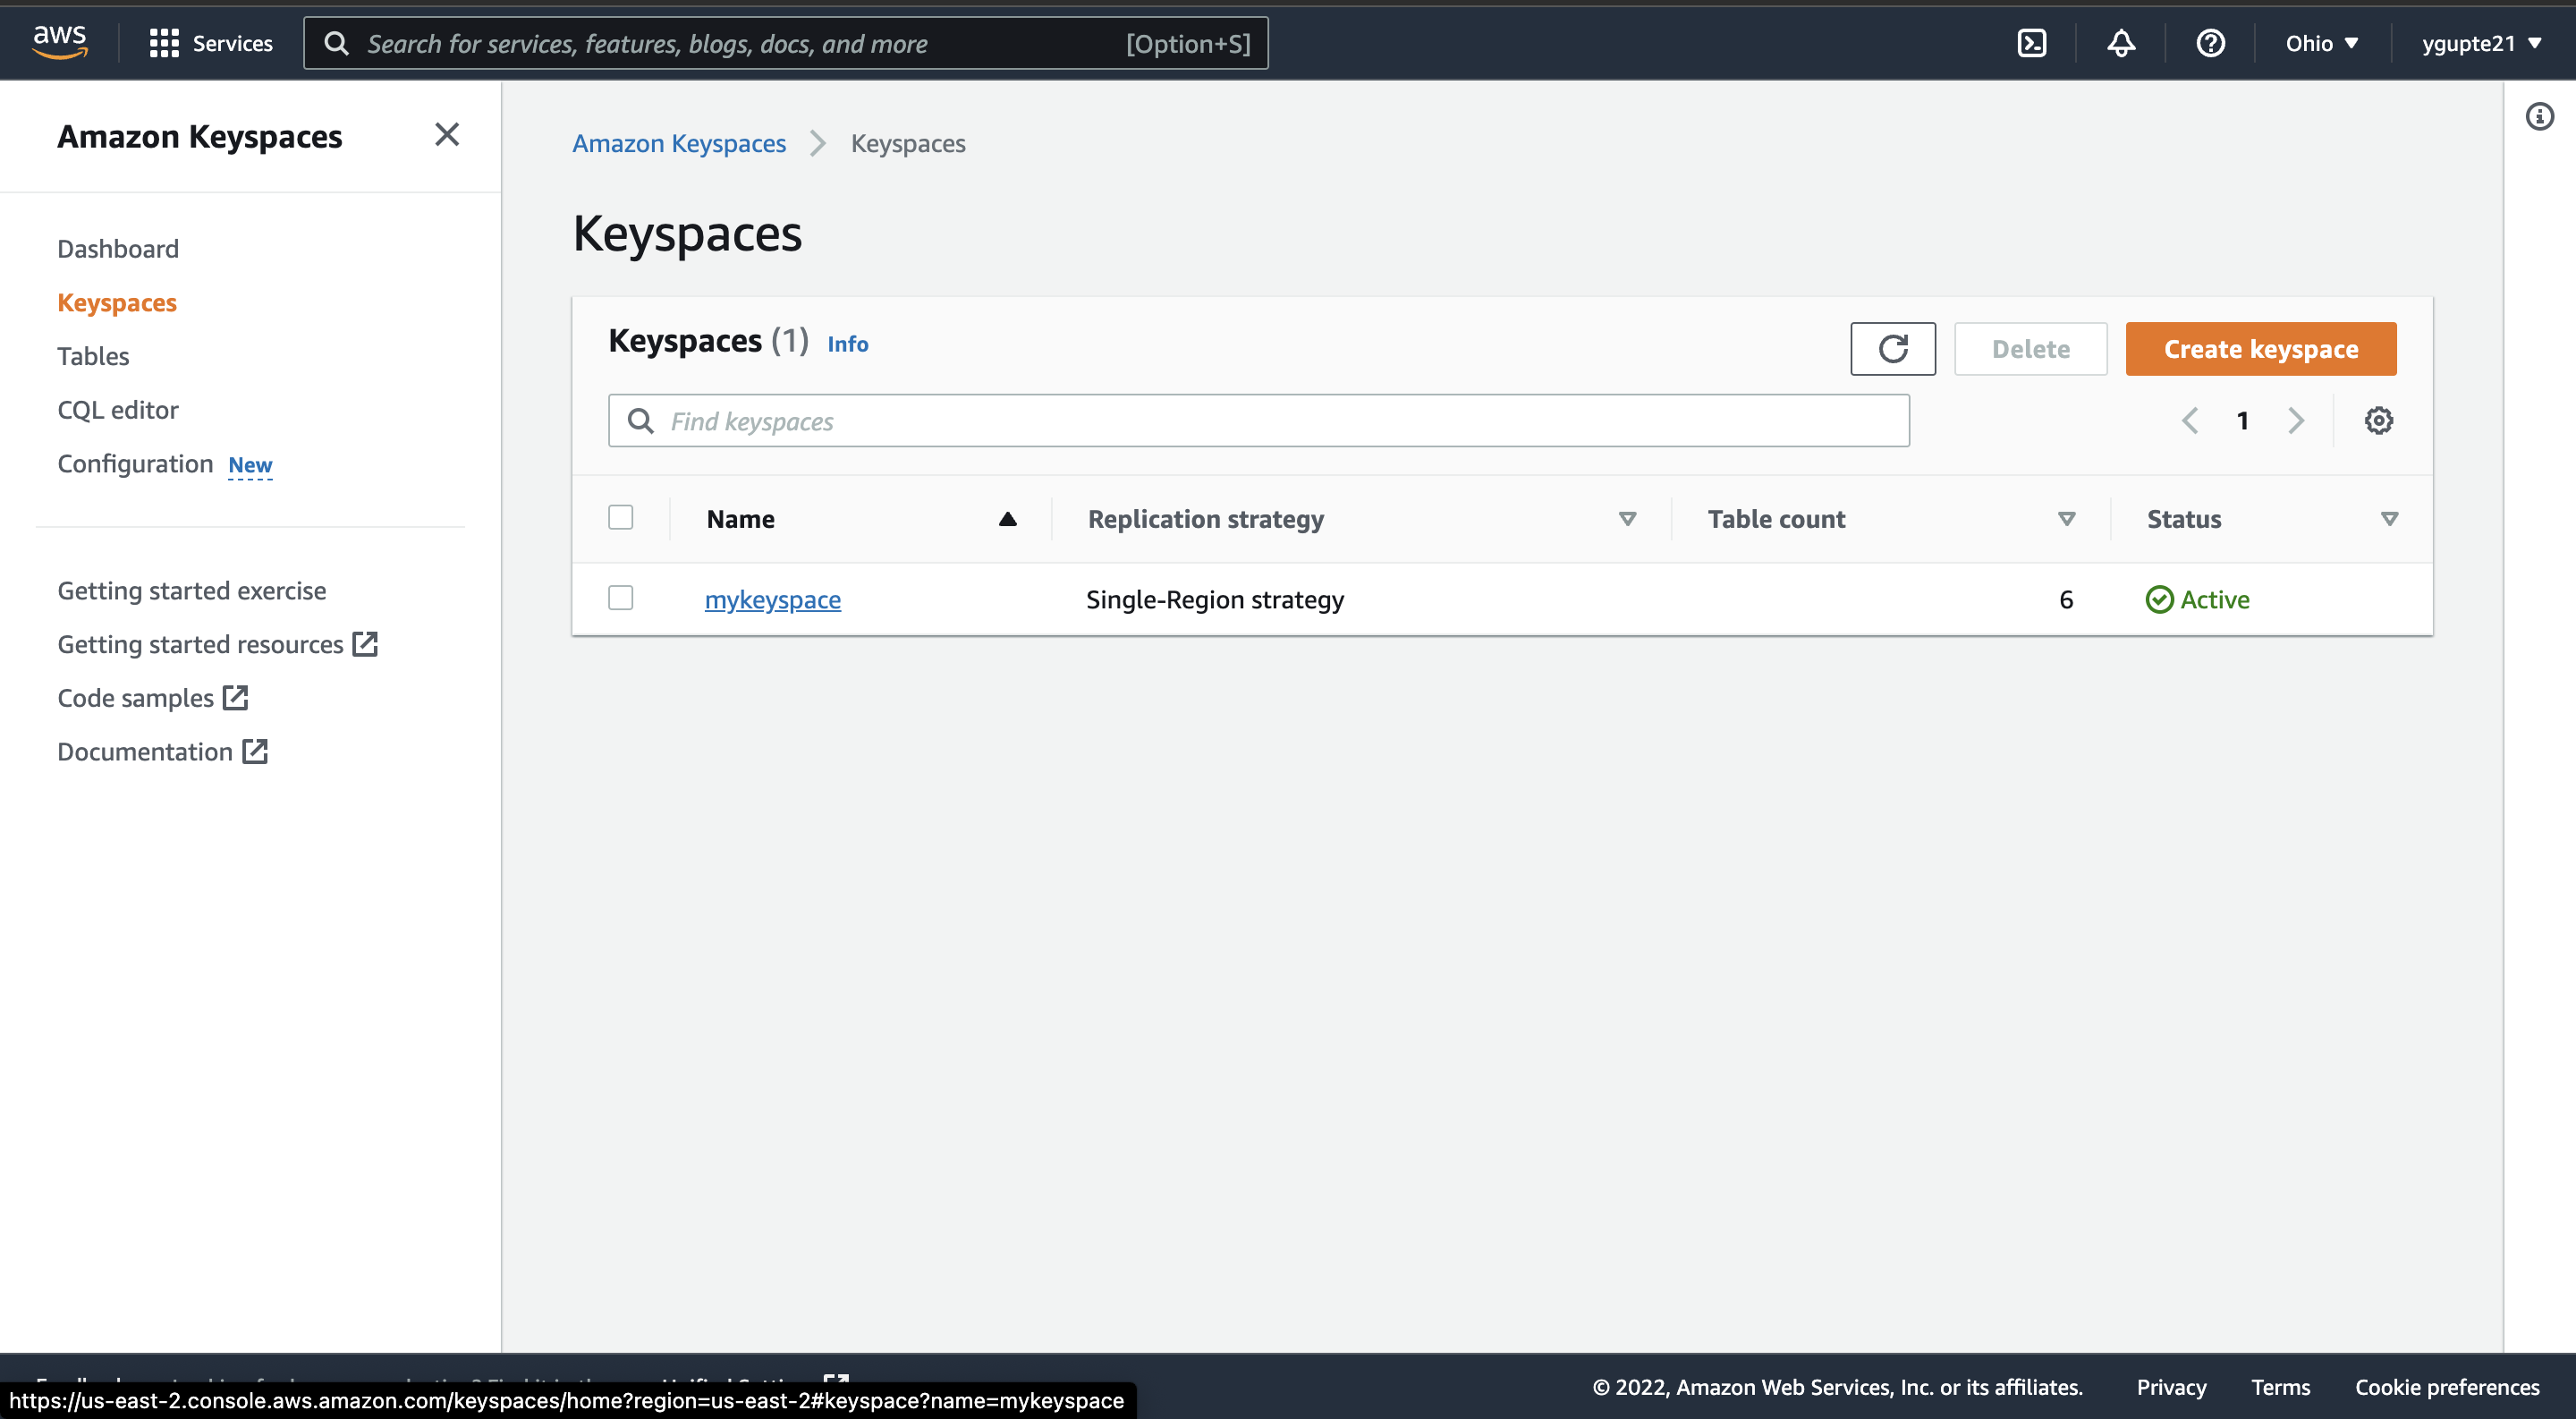 aws
Services
Search for services, features, blogs, docs, and more [Option+S]
Ohio
ygupte21
Amazon Keyspaces
Dashboard
Keyspaces
Tables
CQL editor
Configuration New
Getting started exercise
Getting started resources
Code samples
Documentation
Amazon Keyspaces > Keyspaces
Keyspaces
Keyspaces (1) Info
Delete
Create keyspace
Find keyspaces
1
Name Replication strategy Table count Status
mykeyspace Single-Region strategy 6 Active
© 2022, Amazon Web Services, Inc. or its affiliates. Privacy Terms Cookie preferences
https://us-east-2.console.aws.amazon.com/keyspaces/home?region=us-east-2#keyspace?name=mykeyspace